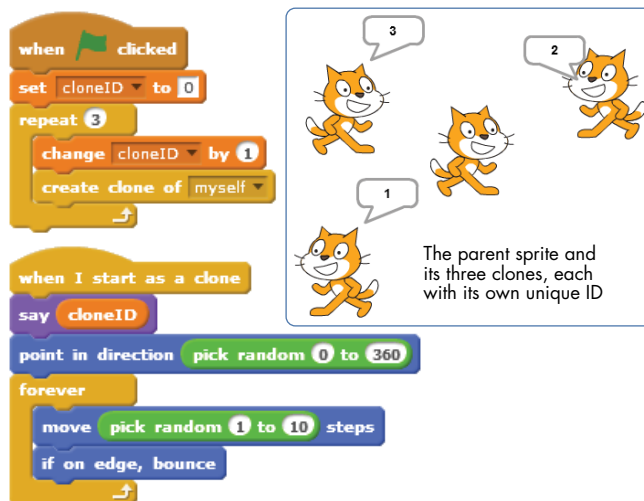 when clicked
set cloneID to 0
repeat 3
change cloneID by 1
create clone of myself
when I start as a clone
say cloneID
point in direction pick random 0 to 360
forever
move pick random 1 to 10 steps
if on edge, bounce
3
2
1
The parent sprite and
its three clones, each
with its own unique ID